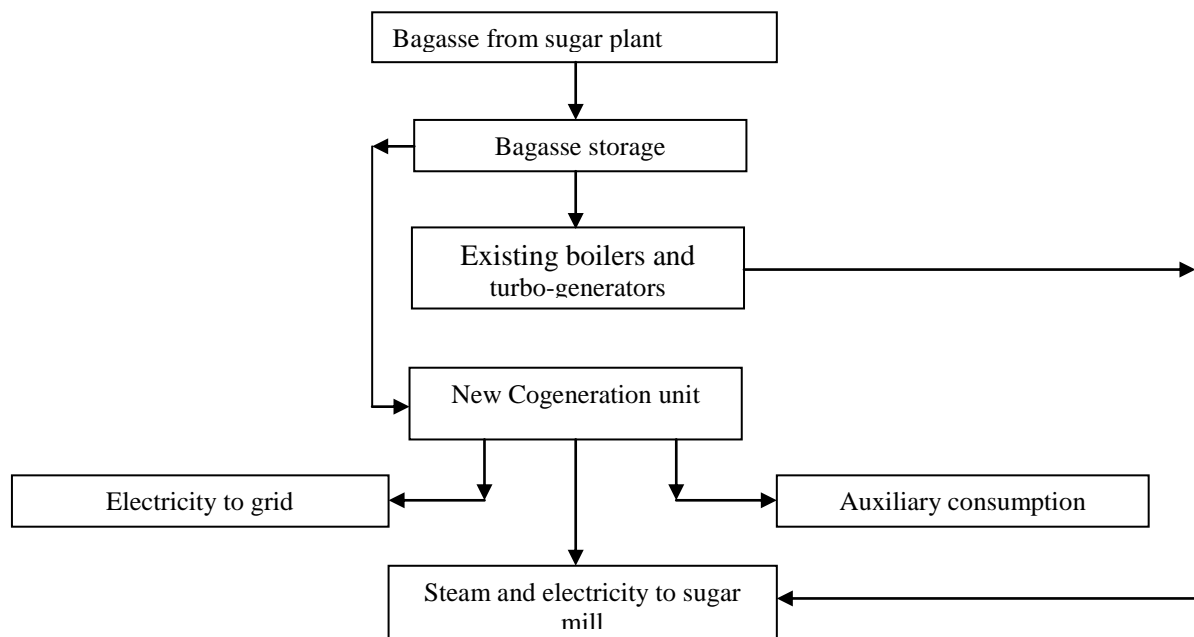 Bagasse from sugar plant
Bagasse storage
Existing boilers and
turbo-generators
New Cogeneration unit
Electricity to grid
Auxiliary consumption
Steam and electricity to sugar
mill